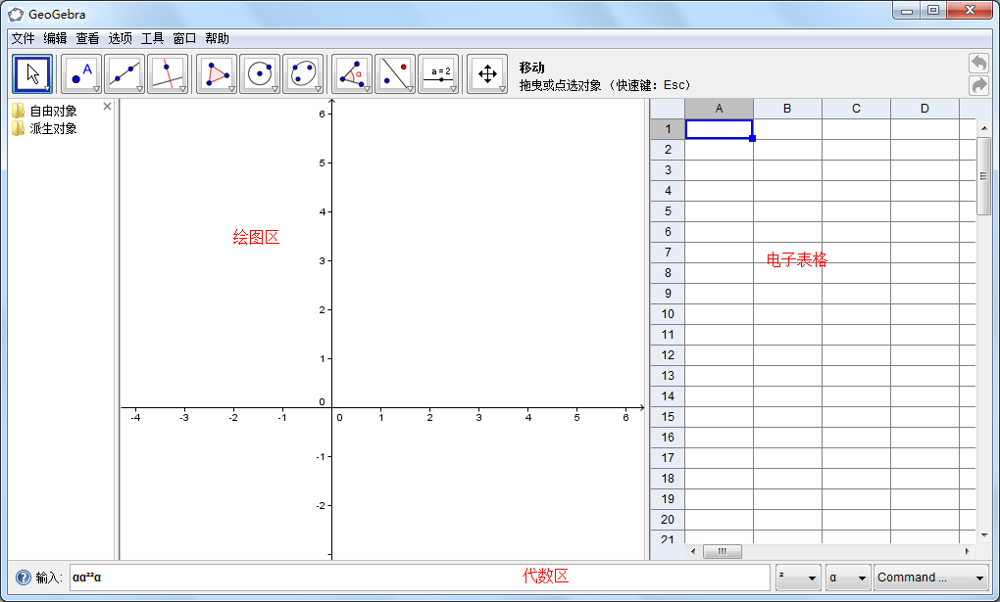 GeoGebra
文件 编辑 查看 选项 工具 窗口 帮助
A
α
a = 2
移动
拖曳或点选对象（快速键：Esc）
自由对象
派生对象
6
5
4
3
2
1
0
-1
-2
-4 -3 -2 -1 0 1 2 3 4 5 6
绘图区
A B C D
1
2
3
4
5
6
7
8
9
10
11
12
13
14
15
16
17
18
19
20
21
电子表格
输入: αα²²α
代数区
² α Command ...